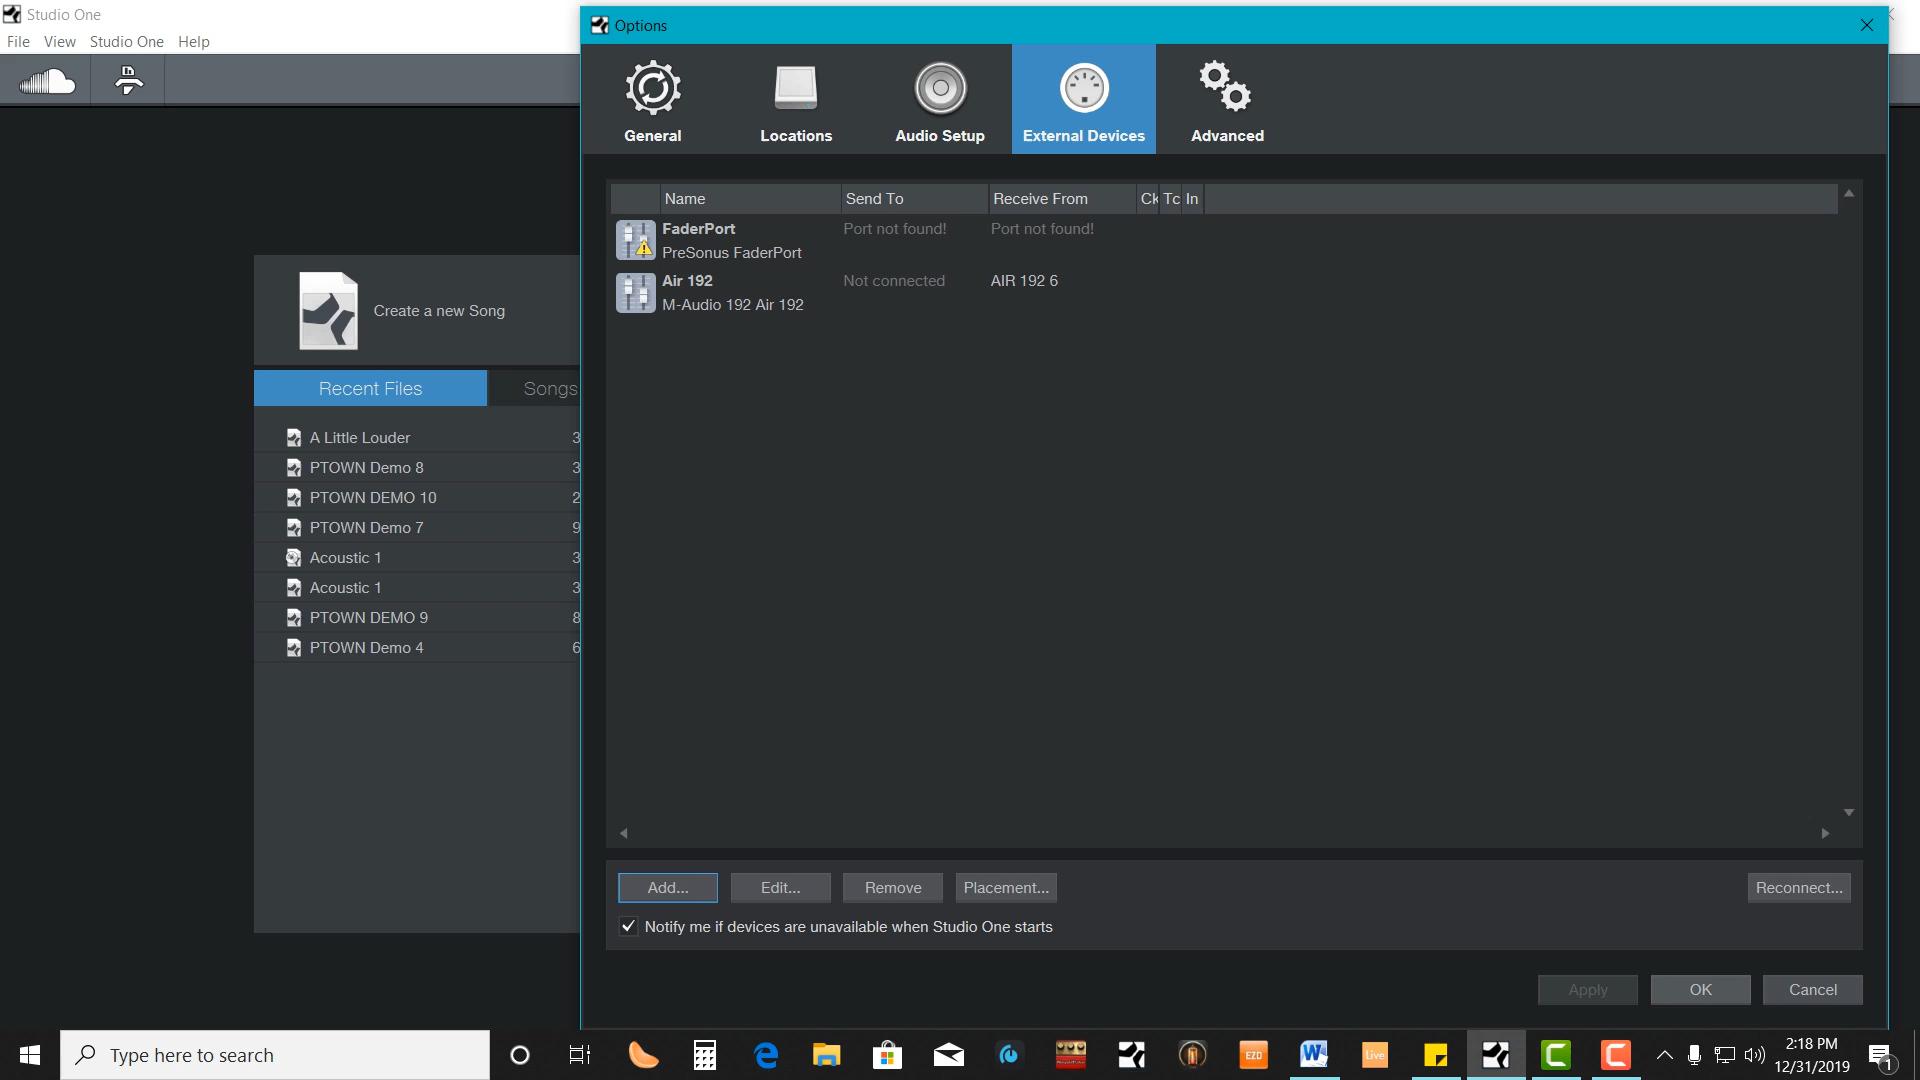 Studio One
File View Studio One Help
Create a new Song
Recent Files Songs
A Little Louder 3
PTOWN Demo 8 3
PTOWN DEMO 10 2
PTOWN Demo 7 9
Acoustic 1 3
Acoustic 1 3
PTOWN DEMO 9 8
PTOWN Demo 4 6
Options
General Locations Audio Setup External Devices Advanced
Name Send To Receive From Ck Tc In
FaderPort Port not found! Port not found!
PreSonus FaderPort
Air 192 Not connected AIR 192 6
M-Audio 192 Air 192
Add... Edit... Remove Placement... Reconnect...
Notify me if devices are unavailable when Studio One starts
Apply OK Cancel
Type here to search
EZD
Live
2:18 PM
12/31/2019
1